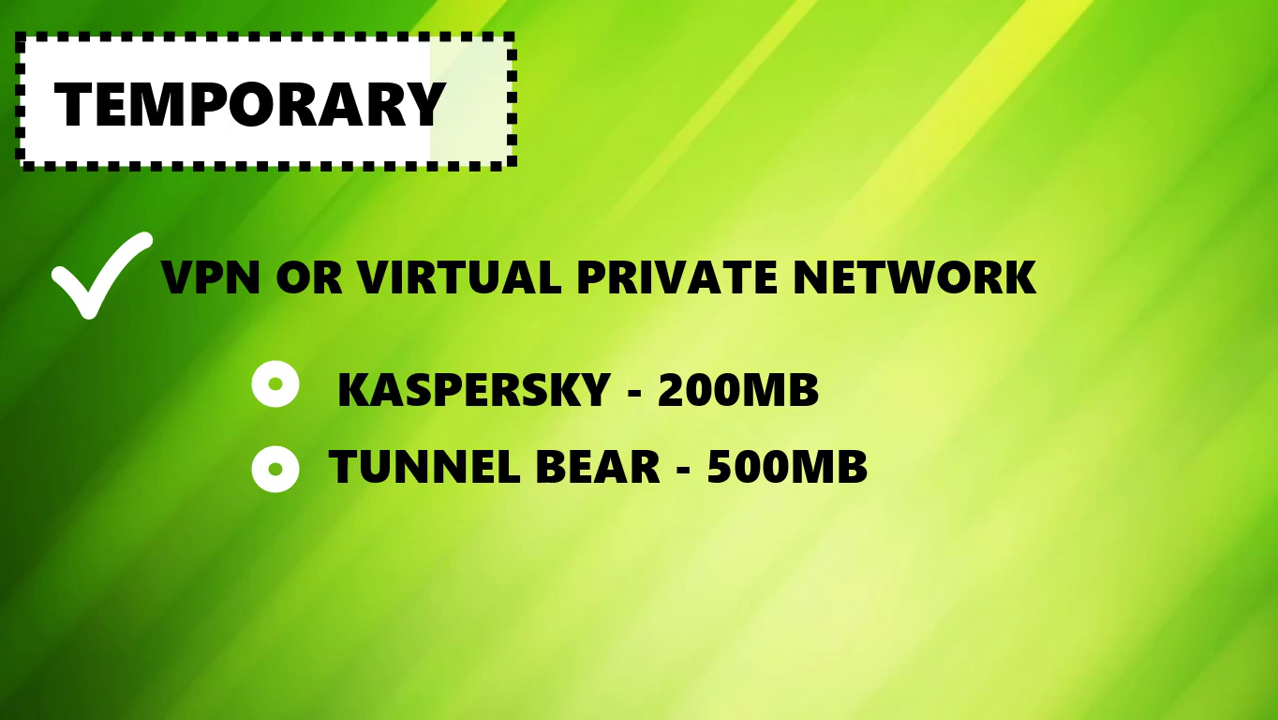 TEMPORARY
VPN OR VIRTUAL PRIVATE NETWORK
KASPERSKY - 200MB
TUNNEL BEAR - 500MB